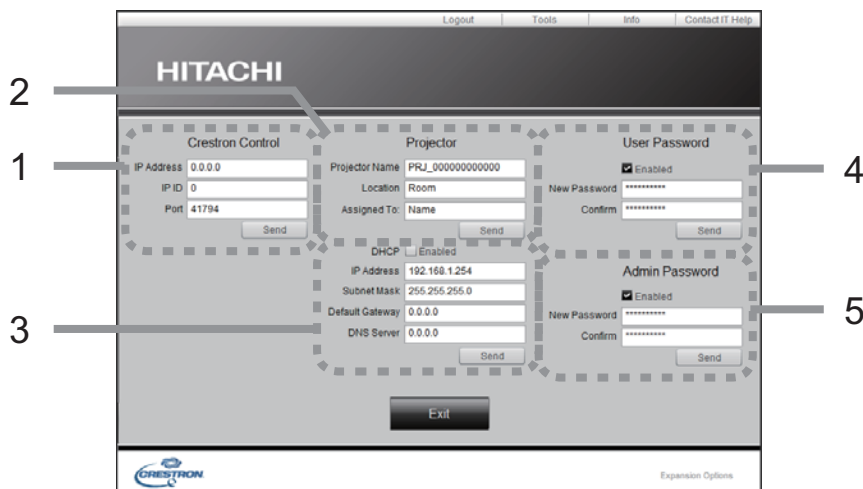 Logout Tools Info Contact IT Help
HITACHI
2
1
Crestron Control
IP Address 0.0.0.0
IP ID 0
Port 41794
Send
Projector
Projector Name PRJ_000000000000
Location Room
Assigned To: Name
Send
3
DHCP Enabled
IP Address 192.168.1.254
Subnet Mask 255.255.255.0
Default Gateway 0.0.0.0
DNS Server 0.0.0.0
Send
User Password
4
Enabled
New Password **********
Confirm **********
Send
Admin Password
5
Enabled
New Password **********
Confirm **********
Send
Exit
CRESTRON
Expansion Options